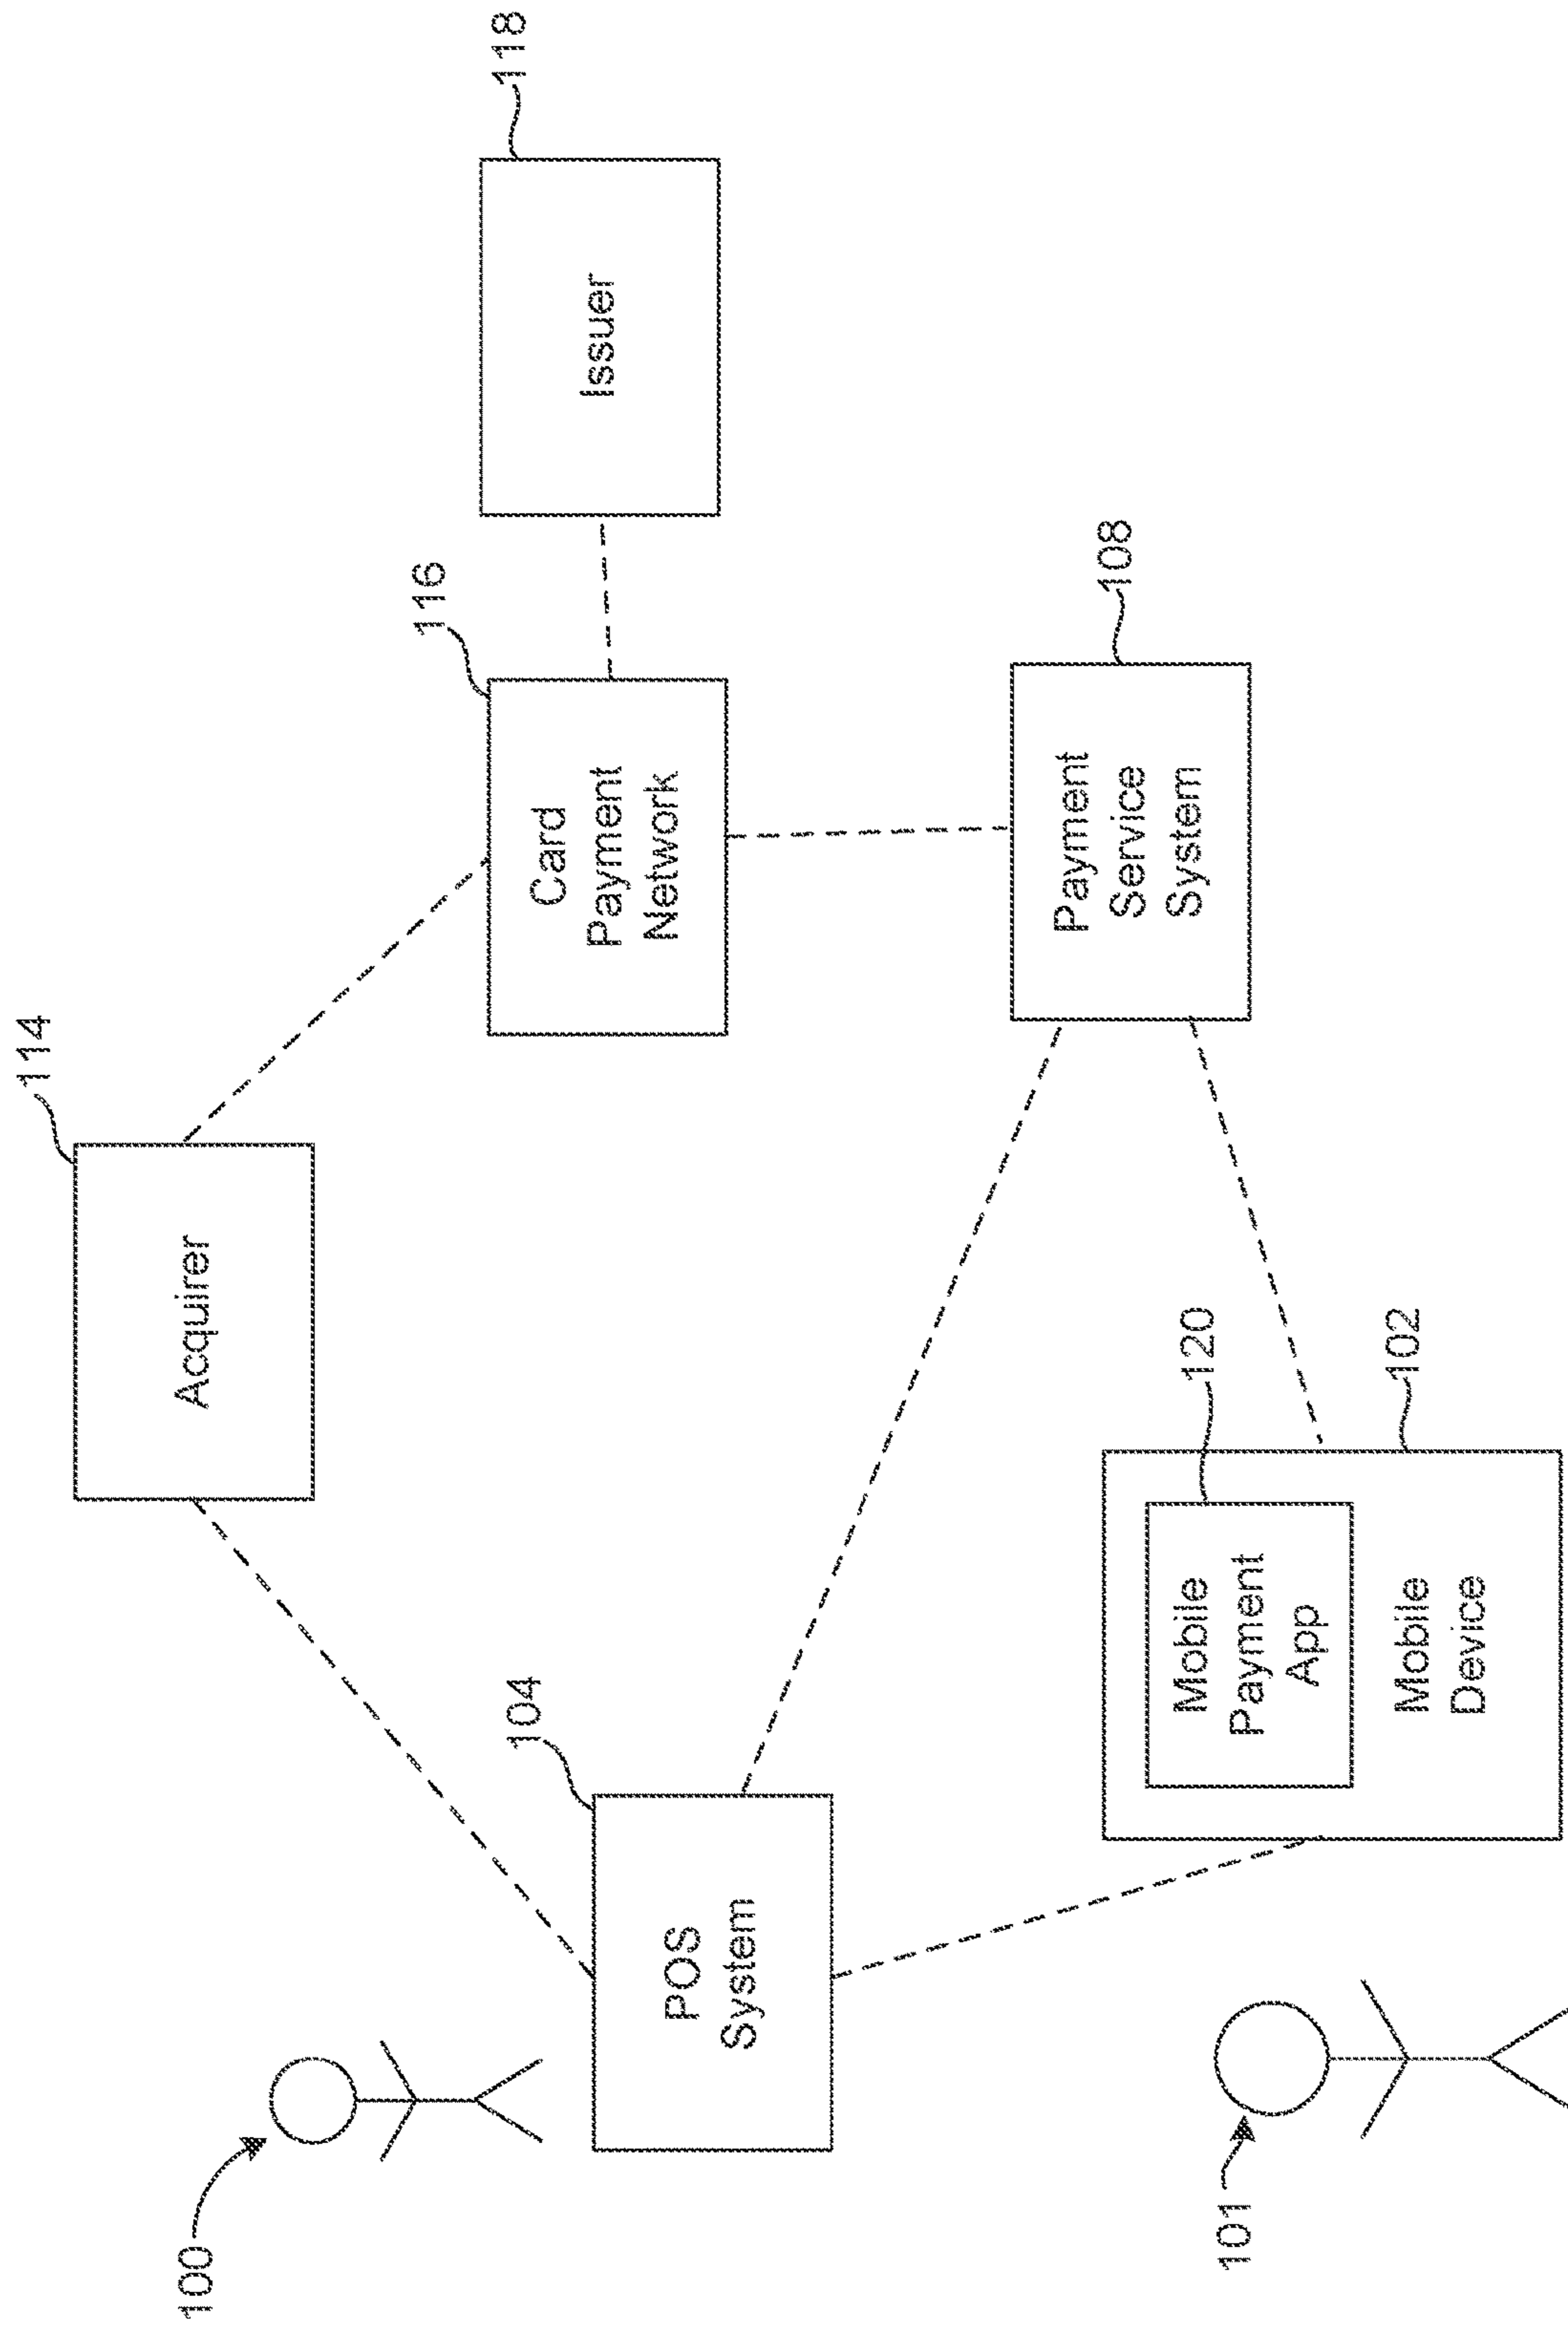 114
Acquirer
116
Card
Payment
Network
118
Issuer
100
104
POS
System
108
Payment
Service
System
101
120
Mobile
Payment
App
102
Mobile
Device